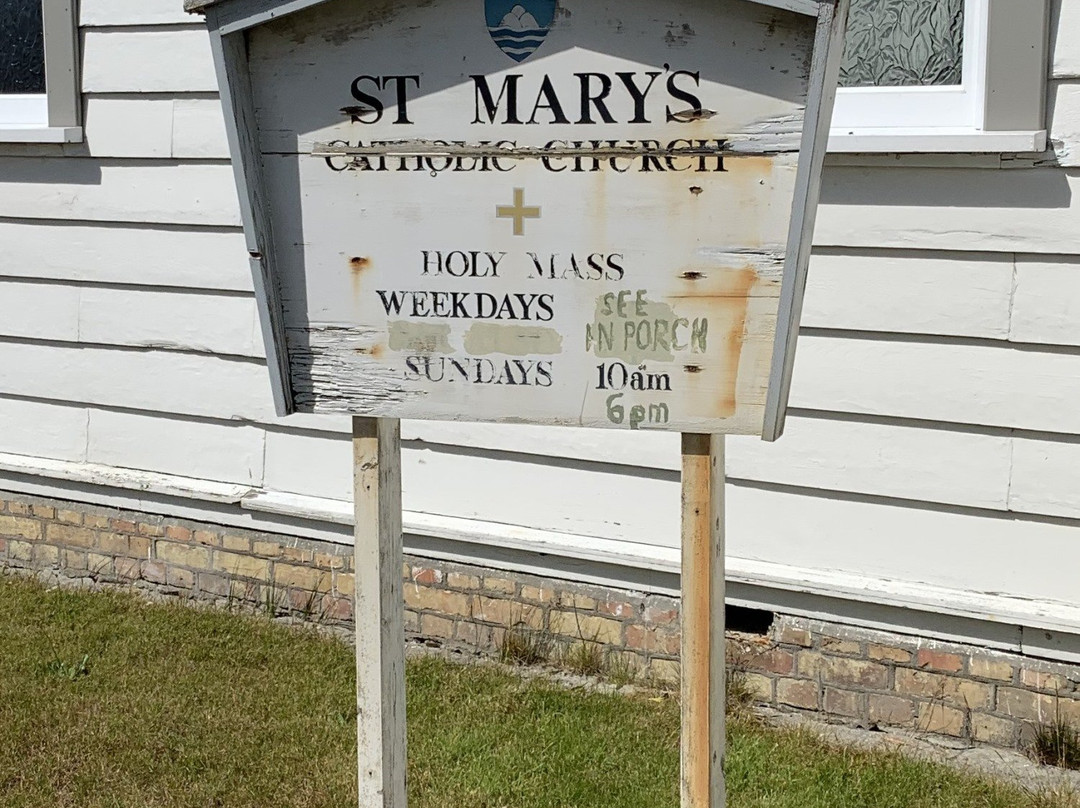 ST MARY'S
CATHOLIC CHURCH
HOLY MASS
WEEKDAYS SEE
IN PORCH
SUNDAYS 10am
6pm